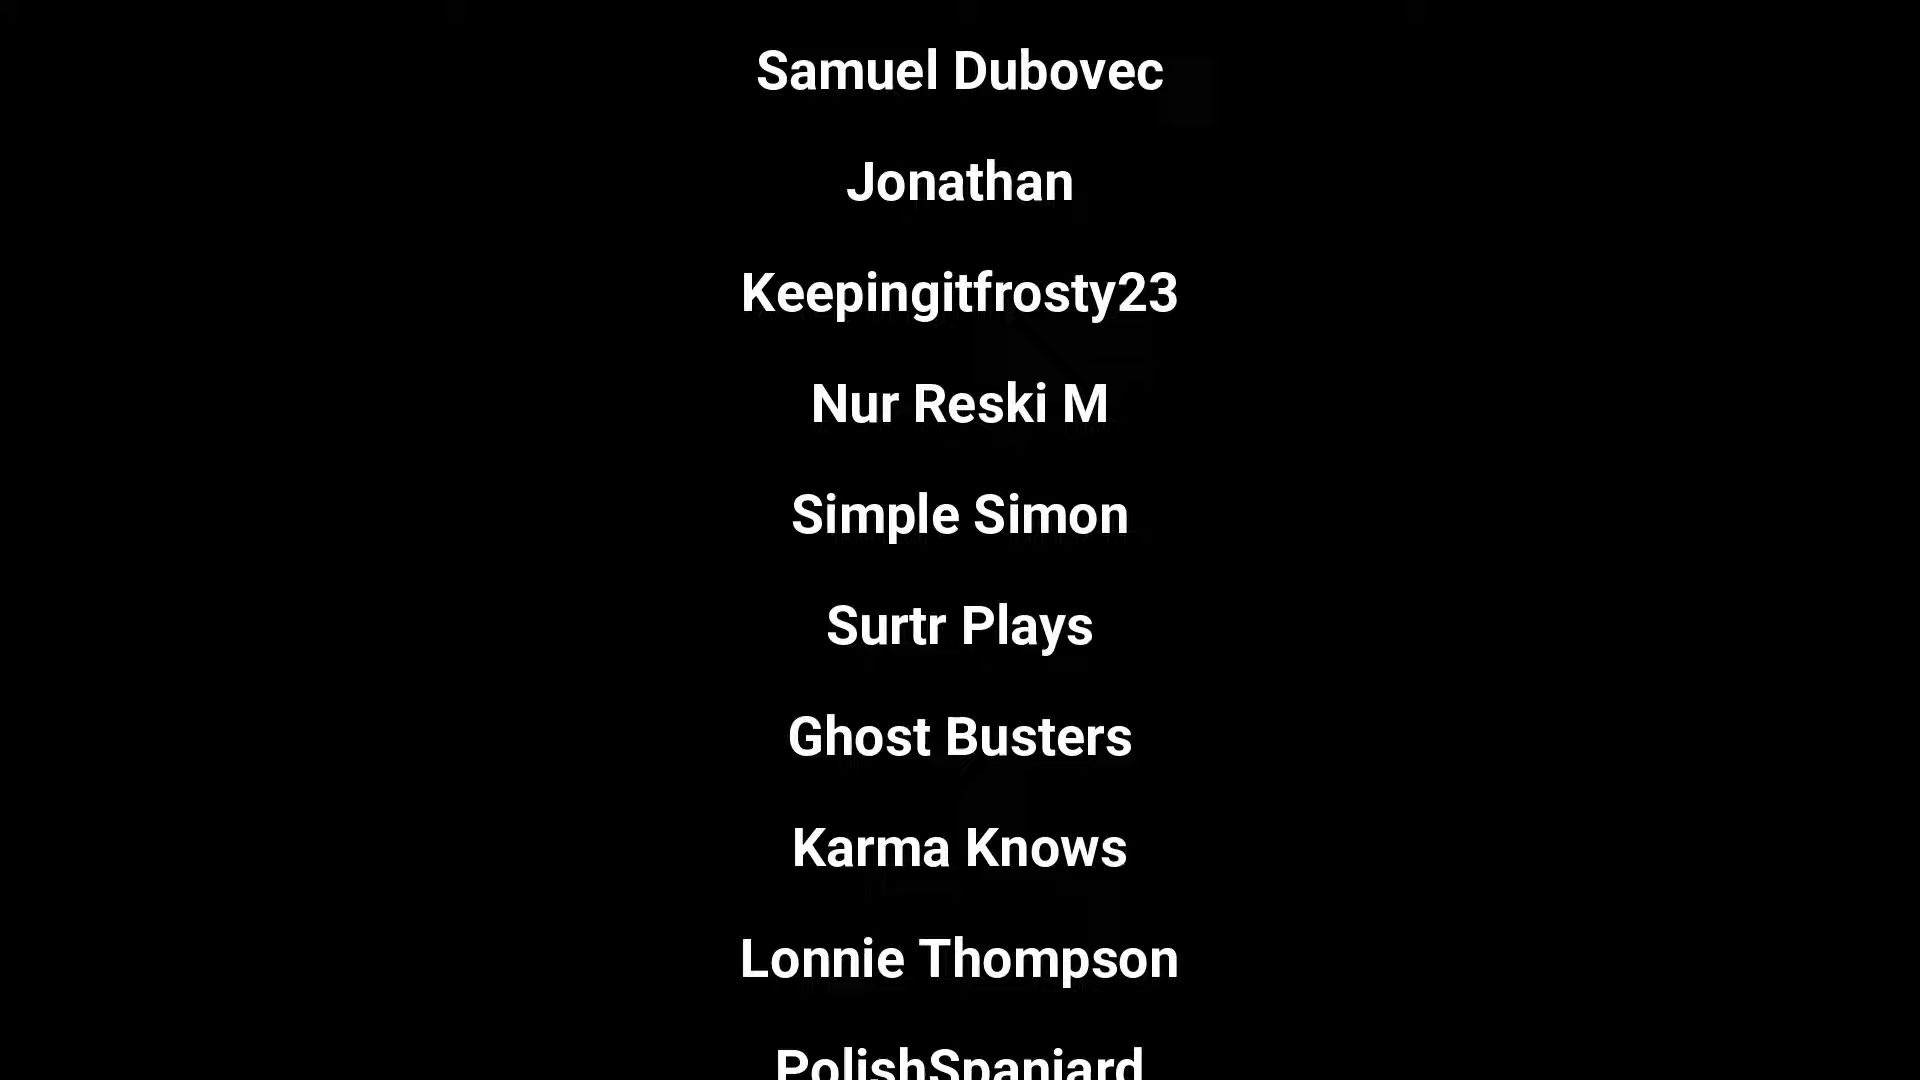 Samuel Dubovec
Jonathan
Keepingitfrosty23
Nur Reski M
Simple Simon
Surtr Plays
Ghost Busters
Karma Knows
Lonnie Thompson
PolishSpaniard